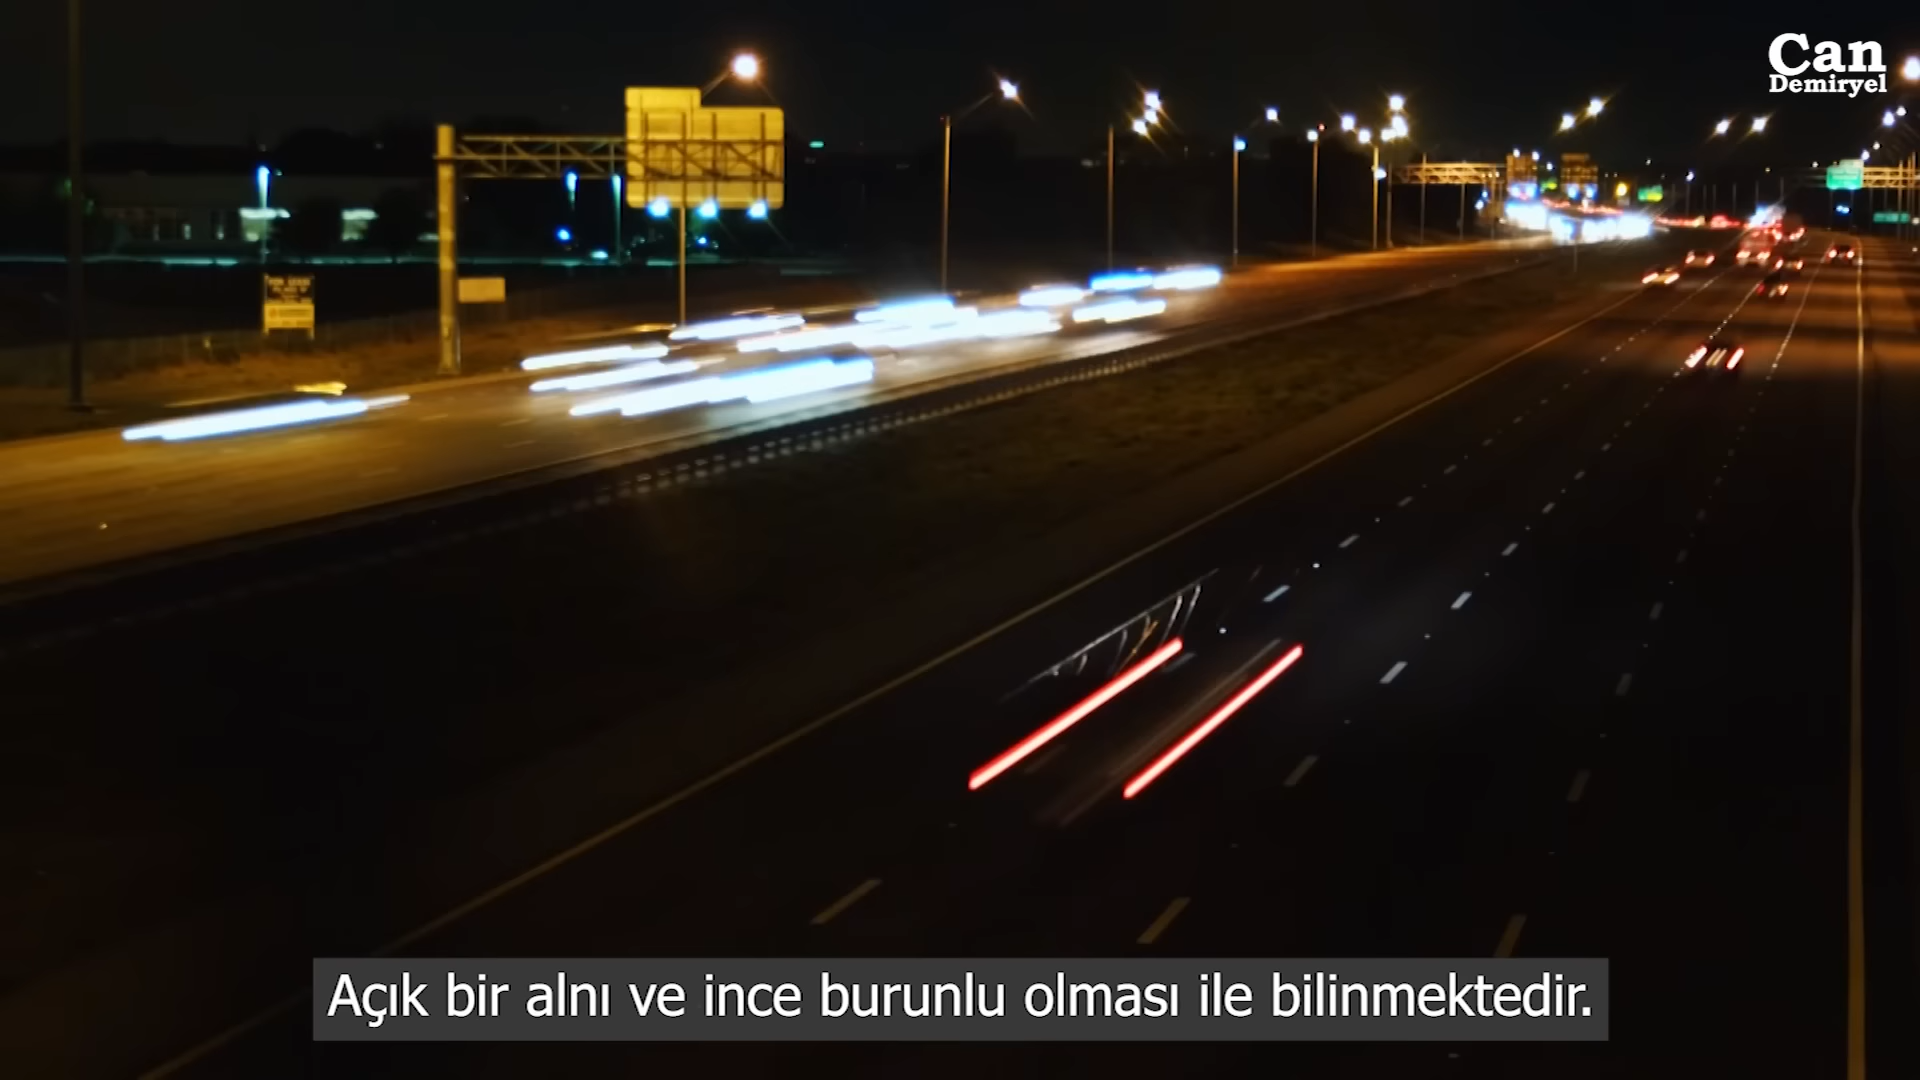 Can
Demiryel
Açık bir alnı ve ince burunlu olması ile bilinmektedir.